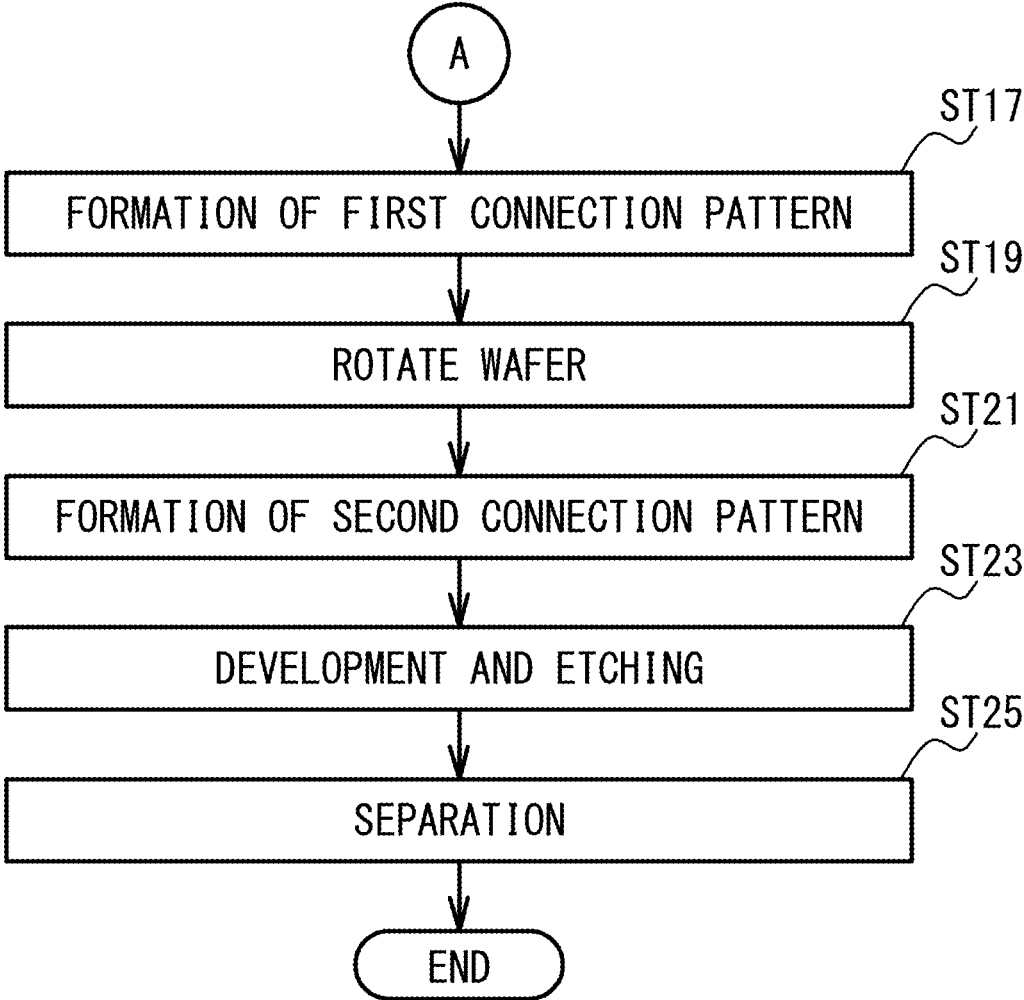 A
ST17
FORMATION OF FIRST CONNECTION PATTERN
ST19
ROTATE WAFER
ST21
FORMATION OF SECOND CONNECTION PATTERN
ST23
DEVELOPMENT AND ETCHING
ST25
SEPARATION
END